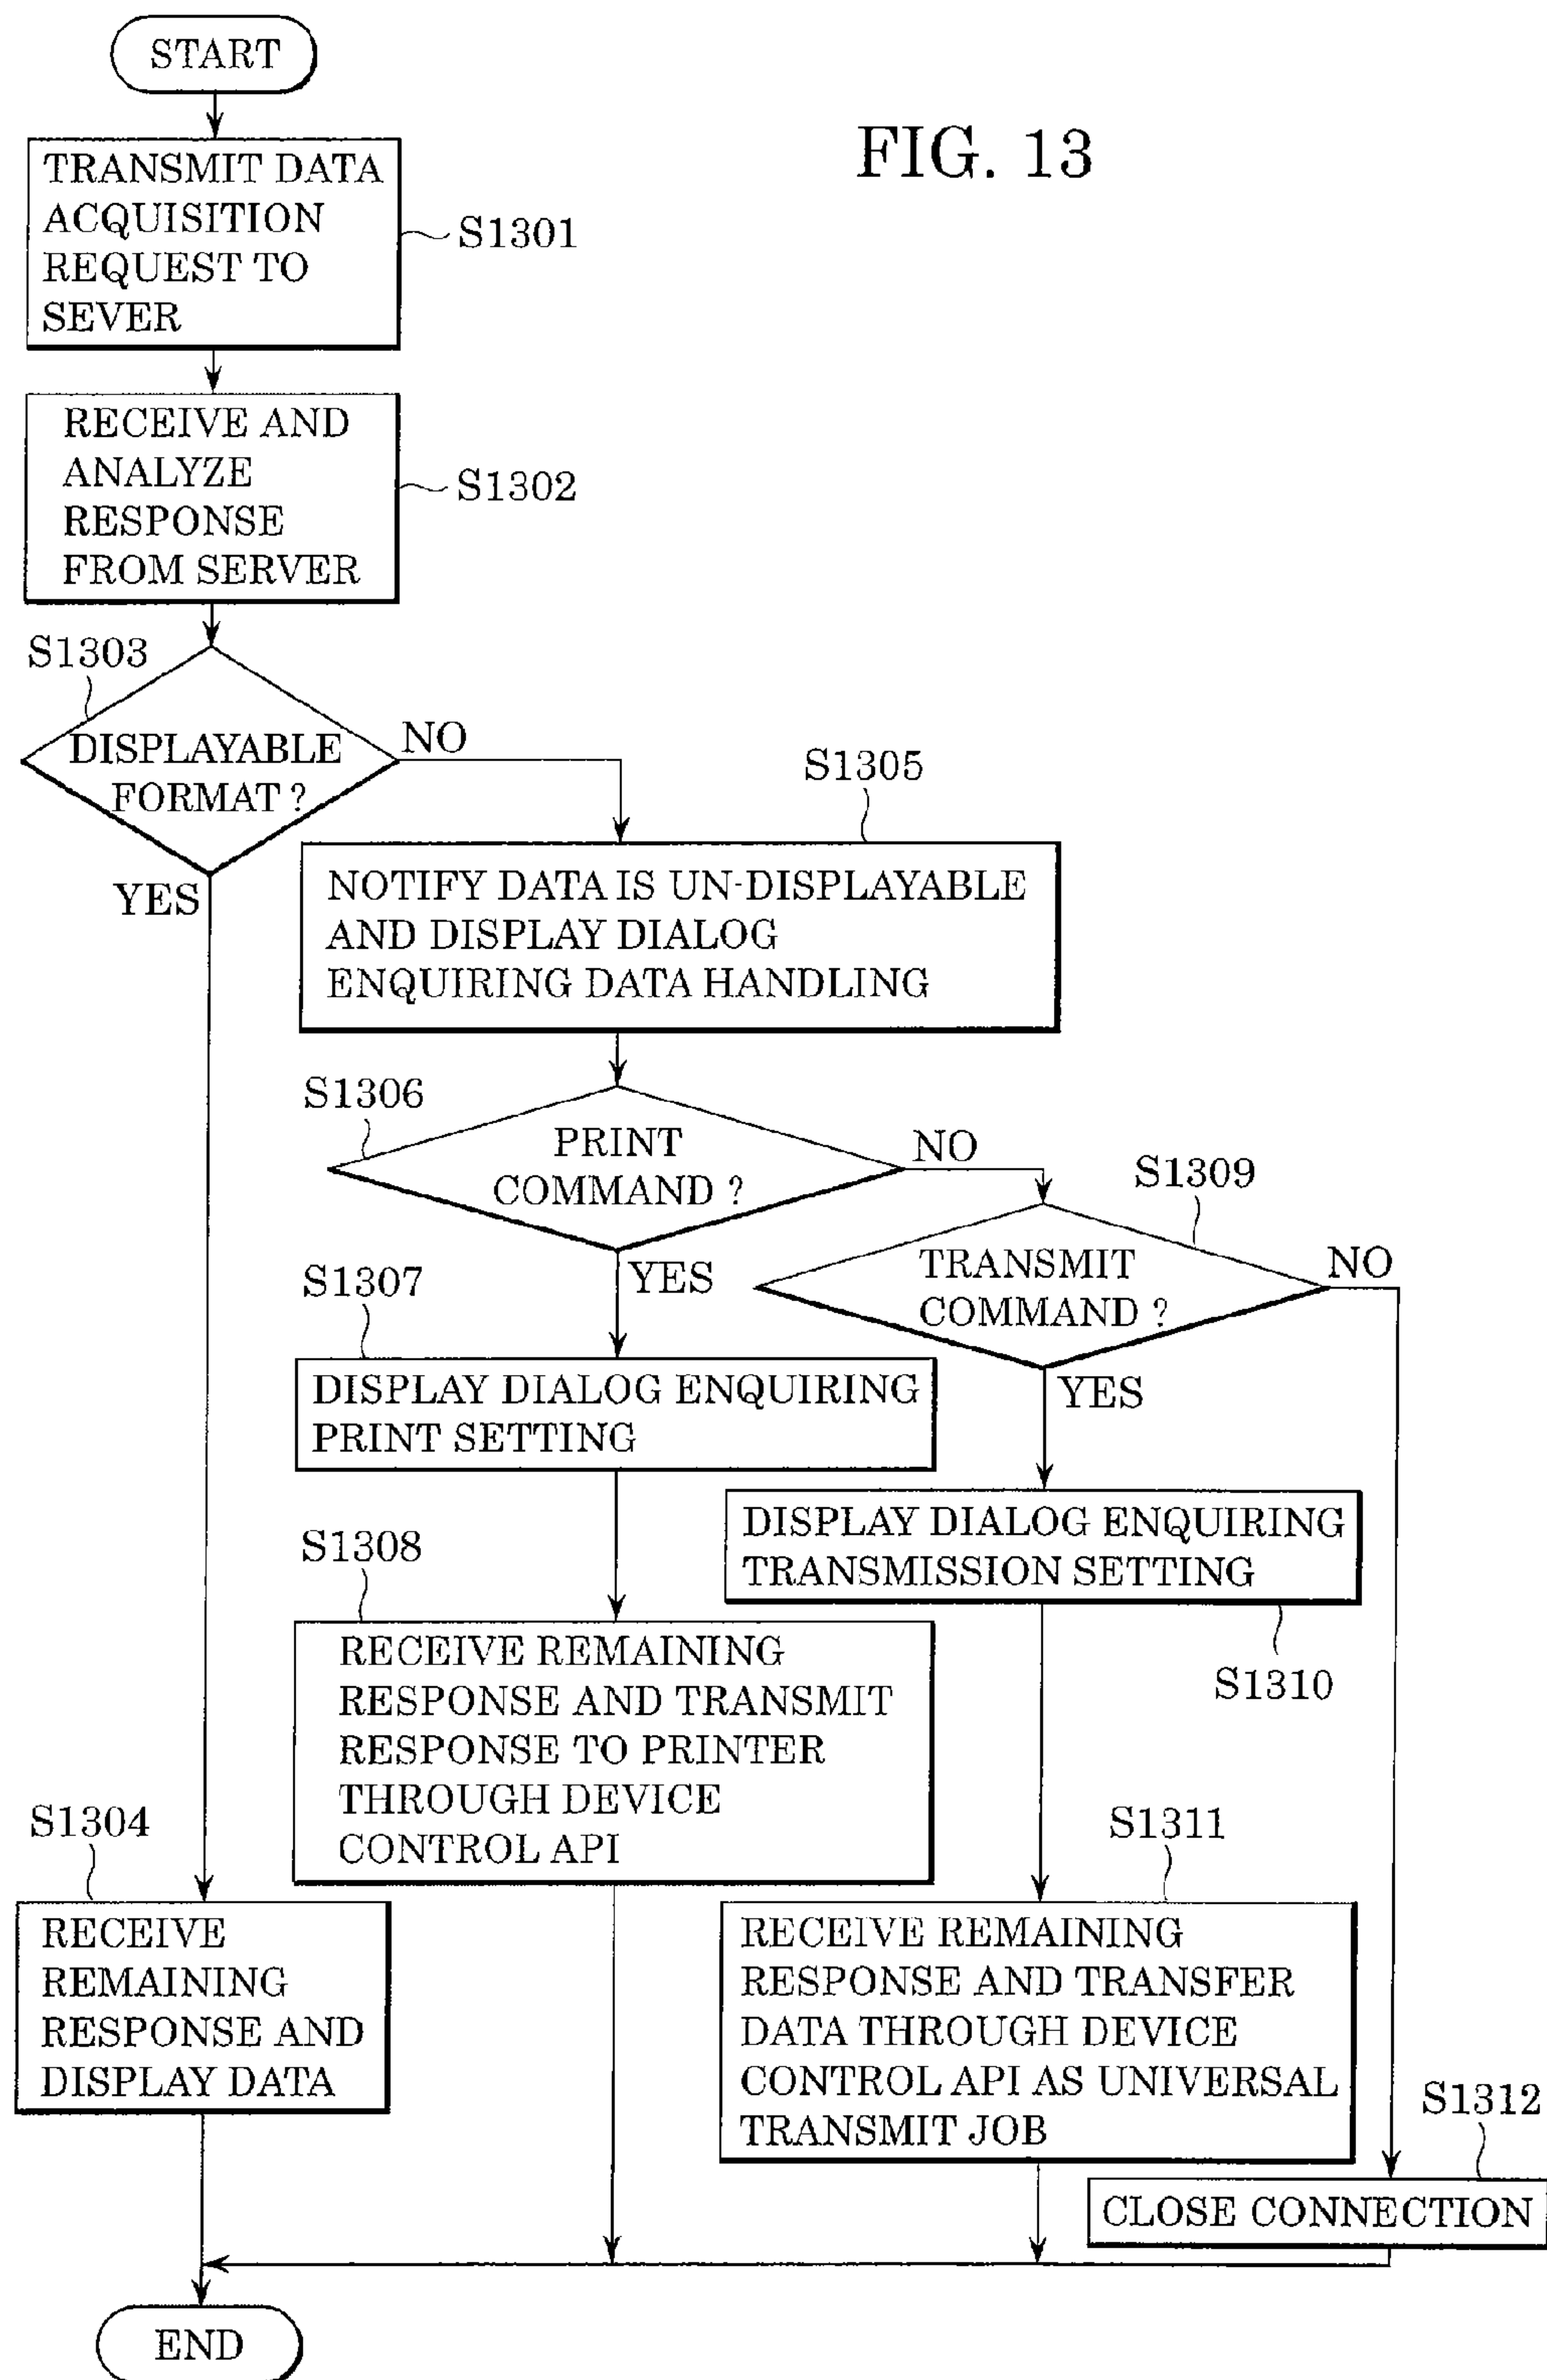 START
FIG. 13
TRANSMIT DATA
ACQUISITION
REQUEST TO
SEVER
S1301
RECEIVE AND
ANALYZE
RESPONSE
FROM SERVER
S1302
S1303
DISPLAYABLE
FORMAT ?
NO
YES
S1305
NOTIFY DATA IS UN-DISPLAYABLE
AND DISPLAY DIALOG
ENQUIRING DATA HANDLING
S1306
PRINT
COMMAND ?
NO
YES
S1309
TRANSMIT
COMMAND ?
NO
YES
S1307
DISPLAY DIALOG ENQUIRING
PRINT SETTING
DISPLAY DIALOG ENQUIRING
TRANSMISSION SETTING
S1310
S1308
RECEIVE REMAINING
RESPONSE AND TRANSMIT
RESPONSE TO PRINTER
THROUGH DEVICE
CONTROL API
S1304
RECEIVE
REMAINING
RESPONSE AND
DISPLAY DATA
S1311
RECEIVE REMAINING
RESPONSE AND TRANSFER
DATA THROUGH DEVICE
CONTROL API AS UNIVERSAL
TRANSMIT JOB
S1312
CLOSE CONNECTION
END